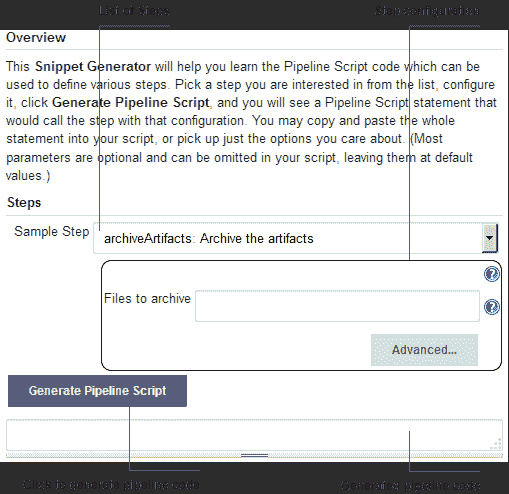 List of Steps
Steps configuration
Overview
This Snippet Generator will help you learn the Pipeline Script code which can be
used to define various steps. Pick a step you are interested in from the list, configure
it, click Generate Pipeline Script, and you will see a Pipeline Script statement that
would call the step with that configuration. You may copy and paste the whole
statement into your script, or pick up just the options you care about. (Most
parameters are optional and can be omitted in your script, leaving them at default
values.)
Steps
Sample Step
archiveArtifacts: Archive the artifacts
Files to archive
Advanced...
Generate Pipeline Script
Click to generate pipeline code